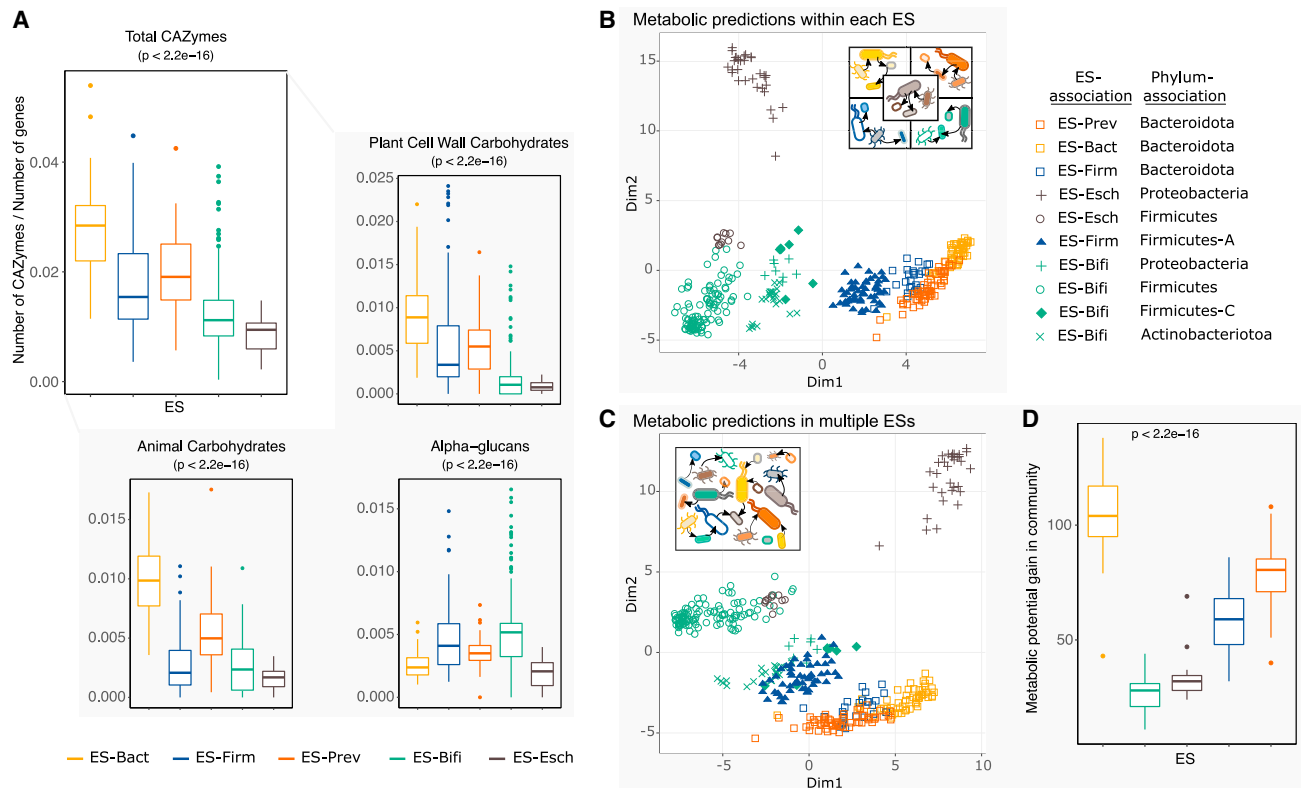 A
Total CAZymes
(p < 2.2e-16)
Number of CAZymes / Number of genes
0.04
0.02
0.00
ES
Plant Cell Wall Carbohydrates
(p < 2.2e-16)
0.025
0.020
0.015
0.010
0.005
0.000
Animal Carbohydrates
(p < 2.2e-16)
0.015
0.010
0.005
0.000
Alpha-glucans
(p < 2.2e-16)
0.015
0.010
0.005
0.000
ES-Bact
ES-Firm
ES-Prev
ES-Bifi
ES-Esch
B
Metabolic predictions within each ES
Dim2
15
10
5
0
-5
-4
0
4
Dim1
ES-association
Phylum-association
ES-Prev Bacteroidota
ES-Bact Bacteroidota
ES-Firm Bacteroidota
ES-Esch Proteobacteria
ES-Esch Firmicutes
ES-Firm Firmicutes-A
ES-Bifi Proteobacteria
ES-Bifi Firmicutes
ES-Bifi Firmicutes-C
ES-Bifi Actinobacteriotoa
C
Metabolic predictions in multiple ESs
Dim2
10
5
0
-5
-5
0
5
10
Dim1
D
p < 2.2e-16
Metabolic potential gain in community
100
50
ES